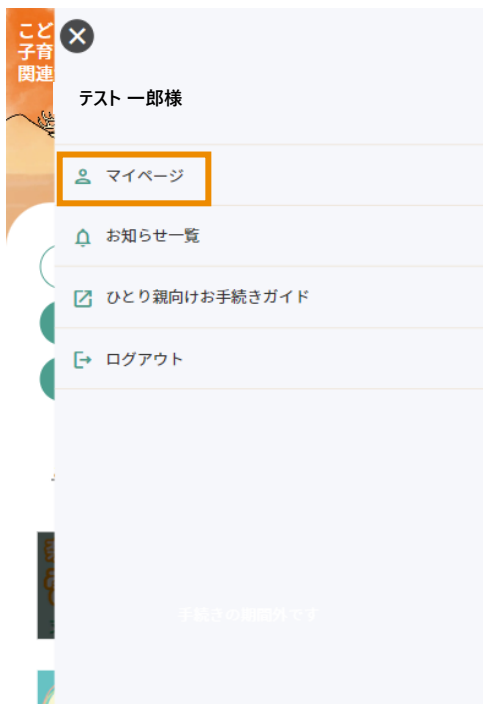 こど
子育
関連
テスト 一郎様
マイページ
お知らせ一覧
ひとり親向けお手続きガイド
ログアウト
手続きの期間外です